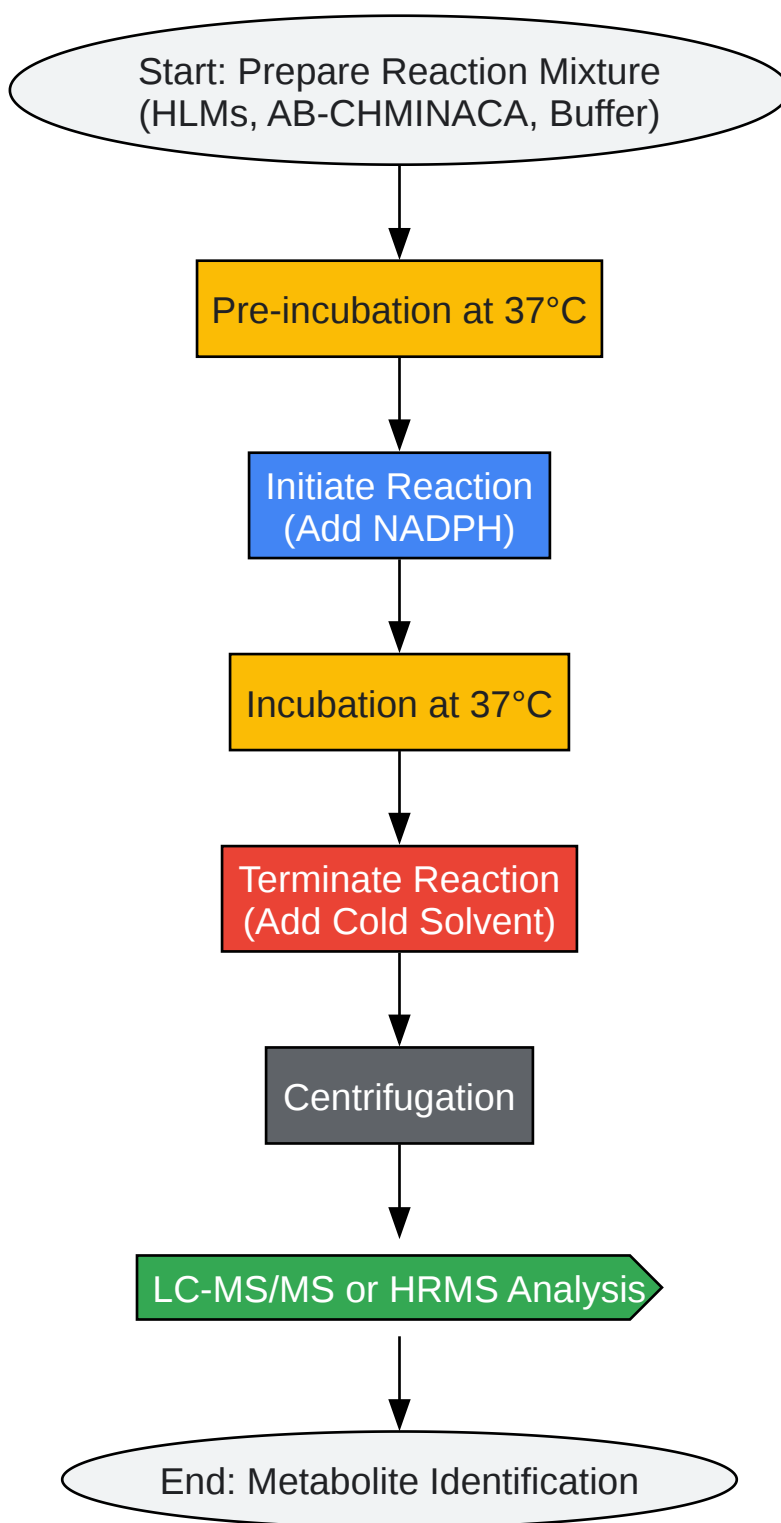 Start: Prepare Reaction Mixture
(HLMs, AB-CHMINACA, Buffer)
Pre-incubation at 37°C
Initiate Reaction
(Add NADPH)
Incubation at 37°C
Terminate Reaction
(Add Cold Solvent)
Centrifugation
LC-MS/MS or HRMS Analysis
End: Metabolite Identification